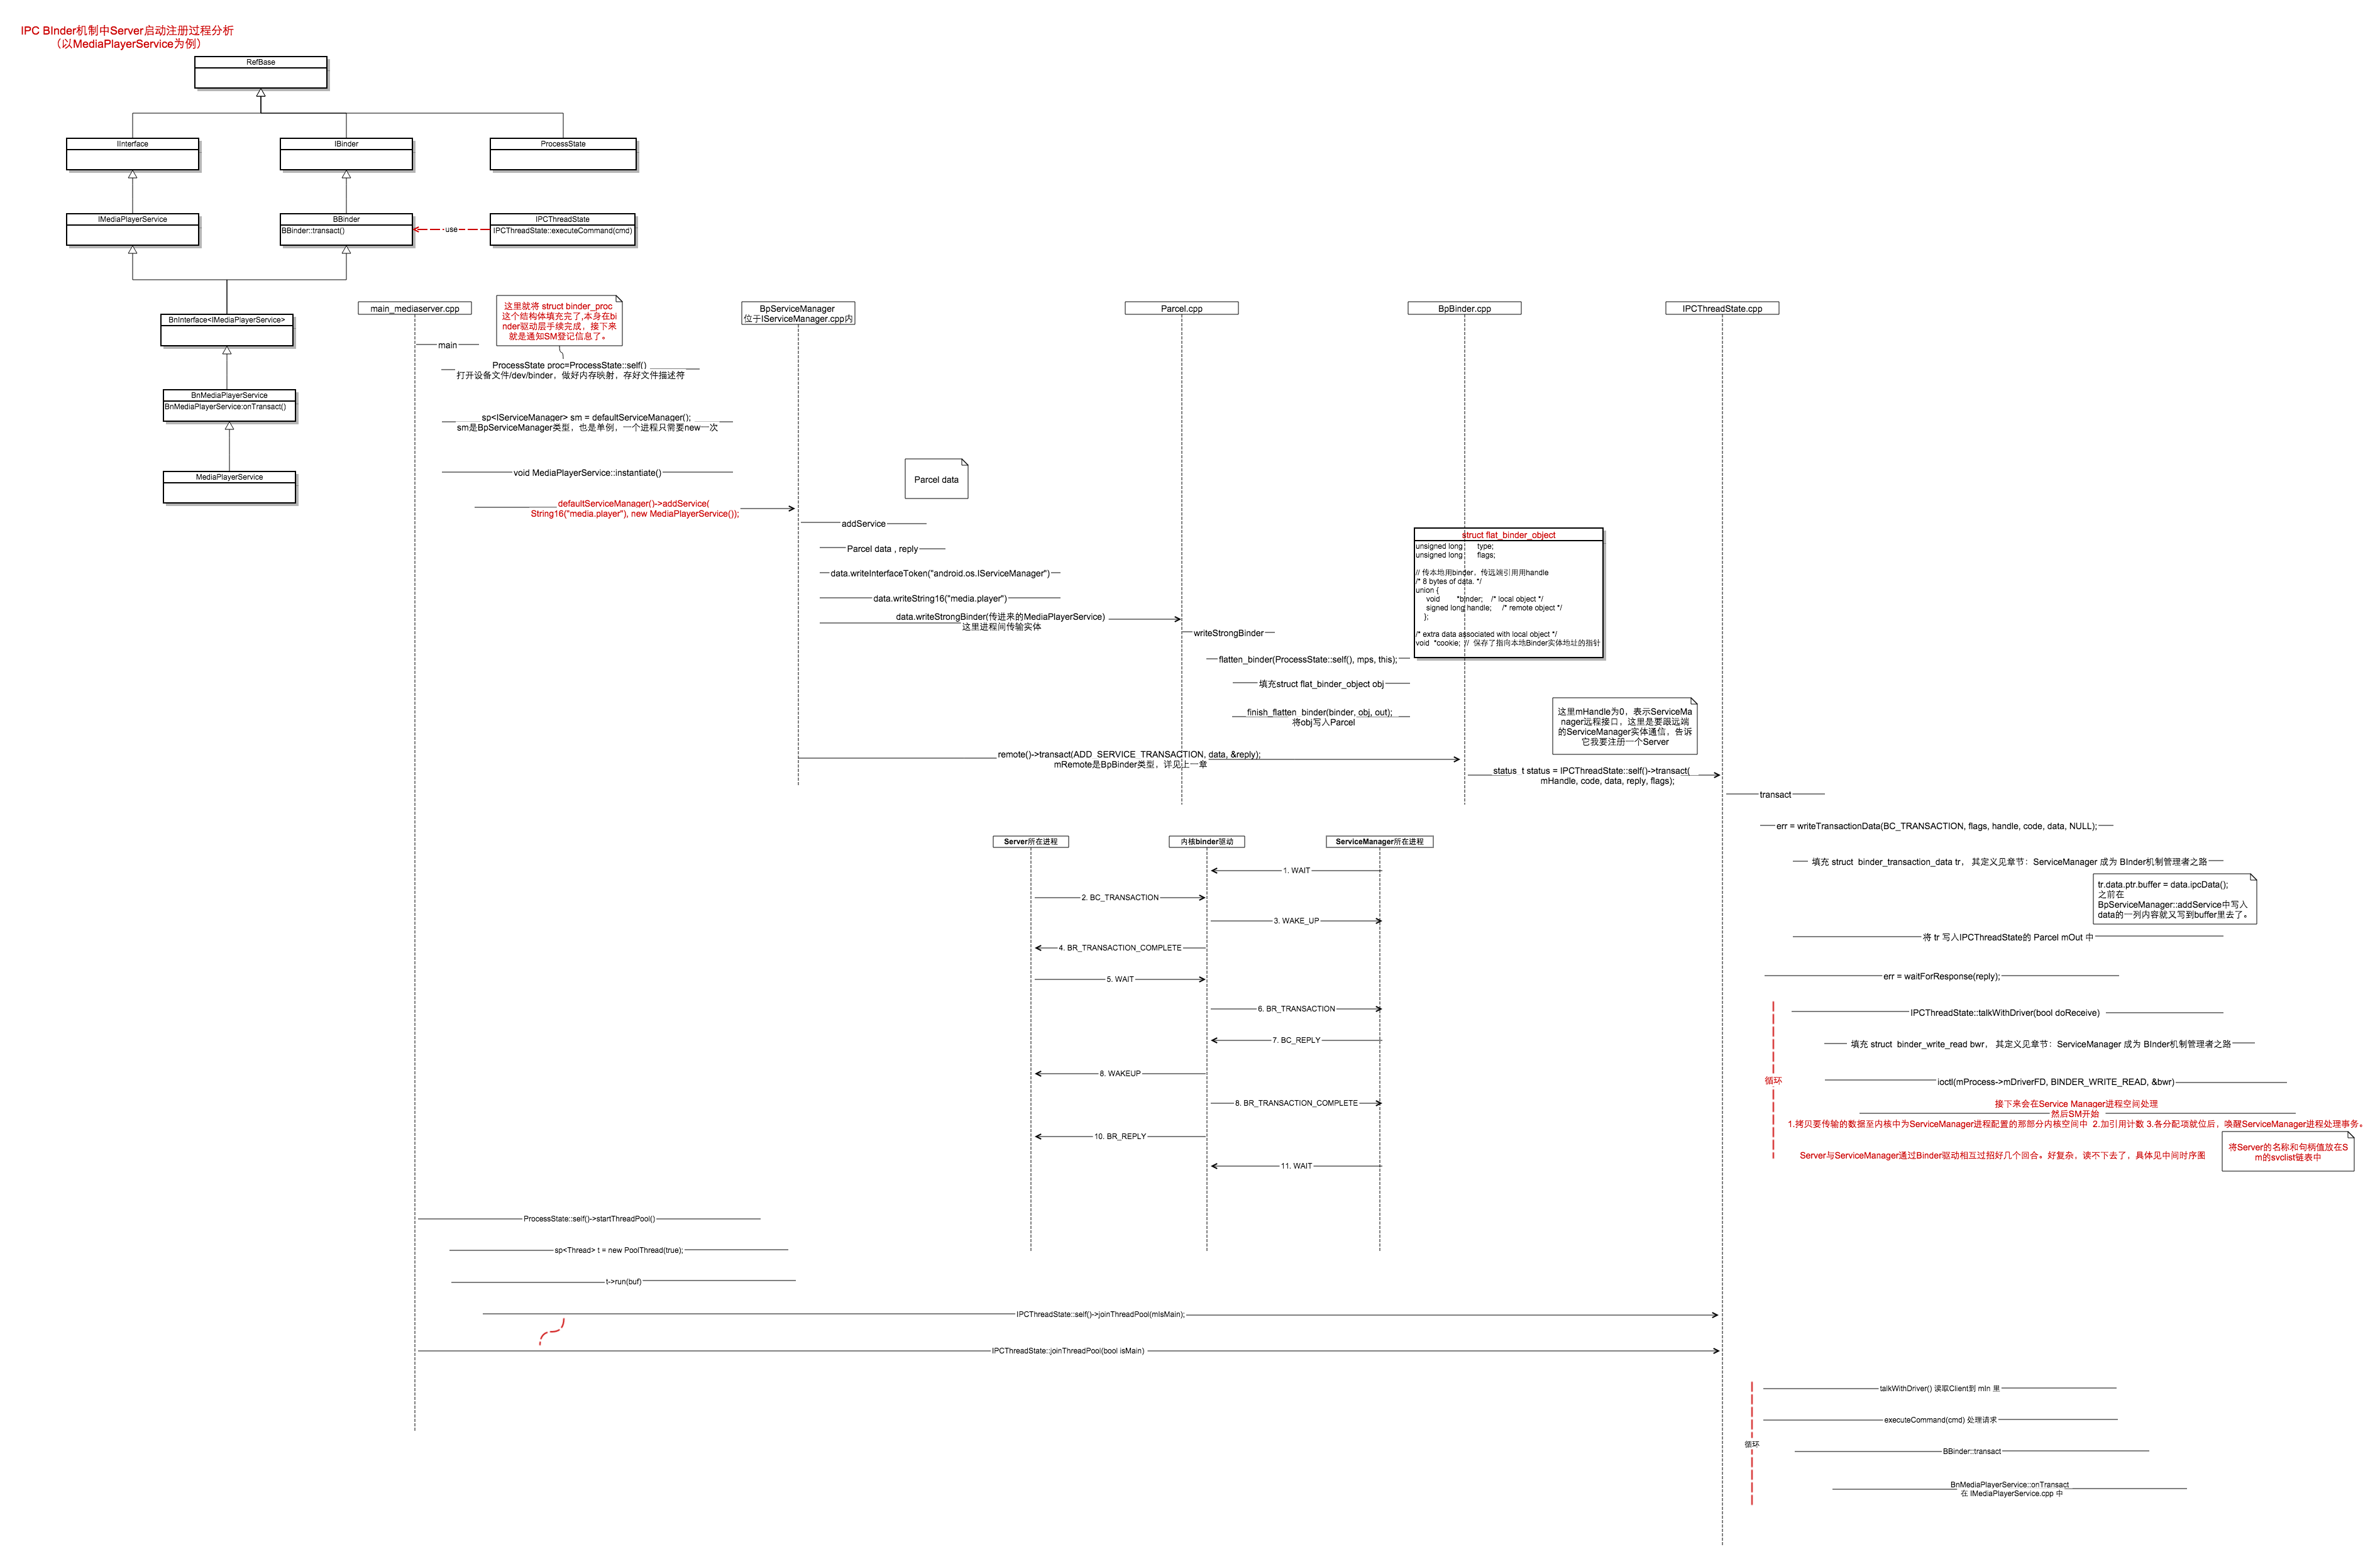 IPC BInder机制中Server启动注册过程分析
（以MediaPlayerService为例）
RefBase
IInterface
IBinder
ProcessState
IMediaPlayerService
BBinder
BBinder::transact()
-use
IPCThreadState
IPCThreadState::executeCommand(cmd)
BnInterface<IMediaPlayerService>
BnMediaPlayerService
BnMediaPlayerService:onTransact()
MediaPlayerService
main_mediaserver.cpp
这里就将 struct binder_proc
这个结构体填充完了,本身在bi
nder驱动层手续完成，接下来
就是通知SM登记信息了。
BpServiceManager
位于IServiceManager.cpp内
Parcel.cpp
BpBinder.cpp
IPCThreadState.cpp
main
ProcessState proc=ProcessState::self()
打开设备文件/dev/binder，做好内存映射，存好文件描述符
sp<IServiceManager> sm = defaultServiceManager();
sm是BpServiceManager类型，也是单例，一个进程只需要new一次
void MediaPlayerService::instantiate()
Parcel data
defaultServiceManager()->addService(
String16("media.player"), new MediaPlayerService());
addService
Parcel data , reply
data.writeInterfaceToken("android.os.IServiceManager")
data.writeString16("media.player")
data.writeStrongBinder(传进来的MediaPlayerService)
这里进程间传输实体
writeStrongBinder
struct flat_binder_object
unsigned long type;
unsigned long flags;
// 传本地用binder，传远端引用用handle
/* 8 bytes of data. */
union {
void *binder; /* local object */
signed long handle; /* remote object */
};
/* extra data associated with local object */
void *cookie; // 保存了指向本地Binder实体地址的指针
flatten_binder(ProcessState::self(), mps, this);
填充struct flat_binder_object obj
finish_flatten_binder(binder, obj, out);
将obj写入Parcel
这里mHandle为0，表示ServiceMa
nager远程接口，这里是要跟远端
的ServiceManager实体通信，告诉
它我要注册一个Server
remote()->transact(ADD_SERVICE_TRANSACTION, data, &reply);
mRemote是BpBinder类型，详见上一章
status_t status = IPCThreadState::self()->transact(
mHandle, code, data, reply, flags);
transact
err = writeTransactionData(BC_TRANSACTION, flags, handle, code, data, NULL);
填充 struct binder_transaction_data tr， 其定义见章节：ServiceManager 成为 BInder机制管理者之路
tr.data.ptr.buffer = data.ipcData();
之前在
BpServiceManager::addService中写入
data的一列内容就又写到buffer里去了。
将 tr 写入IPCThreadState的 Parcel mOut 中
err = waitForResponse(reply);
IPCThreadState::talkWithDriver(bool doReceive)
填充 struct binder_write_read bwr， 其定义见章节：ServiceManager 成为 BInder机制管理者之路
循环
ioctl(mProcess->mDriverFD, BINDER_WRITE_READ, &bwr)
接下来会在Service Manager进程空间处理
然后SM开始
1.拷贝要传输的数据至内核中为ServiceManager进程配置的那部分内核空间中 2.加引用计数 3.各分配项就位后，唤醒ServiceManager进程处理事务。
Server与ServiceManager通过Binder驱动相互过招好几个回合。好复杂，读不下去了，具体见中间时序图
将Server的名称和句柄值放在S
m的svclist链表中
Server所在进程
内核binder驱动
ServiceManager所在进程
1. WAIT
2. BC_TRANSACTION
3. WAKE_UP
4. BR_TRANSACTION_COMPLETE
5. WAIT
6. BR_TRANSACTION
7. BC_REPLY
8. WAKEUP
8. BR_TRANSACTION_COMPLETE
10. BR_REPLY
11. WAIT
ProcessState::self()->startThreadPool()
sp<Thread> t = new PoolThread(true);
t->run(buf)
IPCThreadState::self()->joinThreadPool(mIsMain);
IPCThreadState::joinThreadPool(bool isMain)
talkWithDriver() 读取Client到 mIn 里
executeCommand(cmd) 处理请求
循环
BBinder::transact
BnMediaPlayerService::onTransact
在 IMediaPlayerService.cpp 中